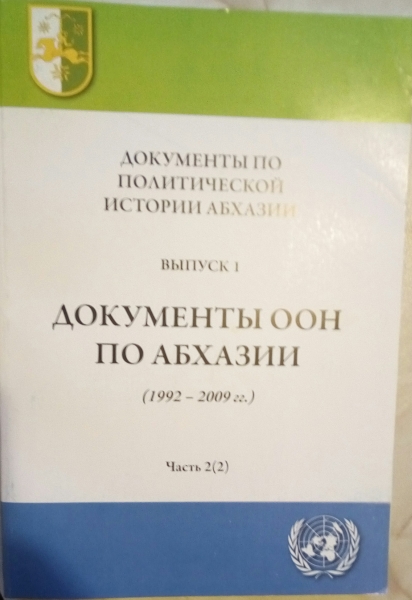 ДОКУМЕНТЫ ПО
ПОЛИТИЧЕСКОЙ
ИСТОРИИ АБХАЗИИ
ВЫПУСК 1
ДОКУМЕНТЫ ООН
ПО АБХАЗИИ
(1992 – 2009 гг.)
Часть 2(2)